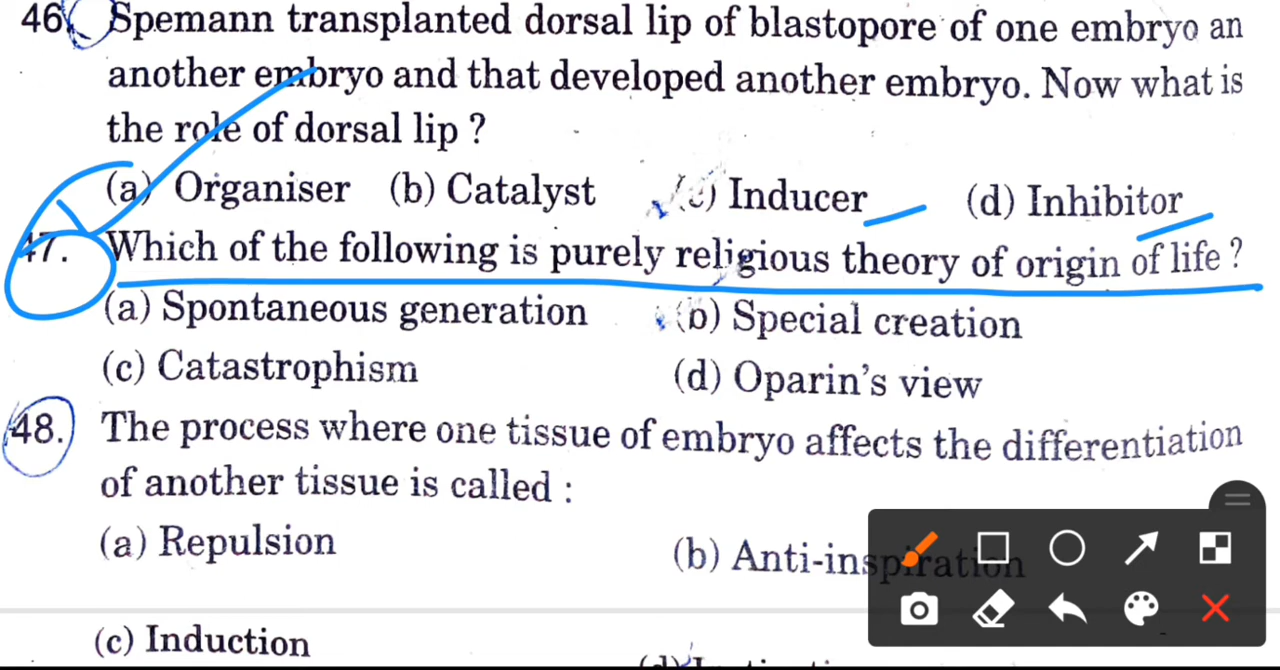 46. Spemann transplanted dorsal lip of blastopore of one embryo an
another embryo and that developed another embryo. Now what is
the role of dorsal lip ?
(a) Organiser (b) Catalyst (c) Inducer (d) Inhibitor
47. Which of the following is purely religious theory of origin of life ?
(a) Spontaneous generation (b) Special creation
(c) Catastrophism (d) Oparin's view
48. The process where one tissue of embryo affects the differentiation
of another tissue is called :
(a) Repulsion (b) Anti-inspiration
(c) Induction